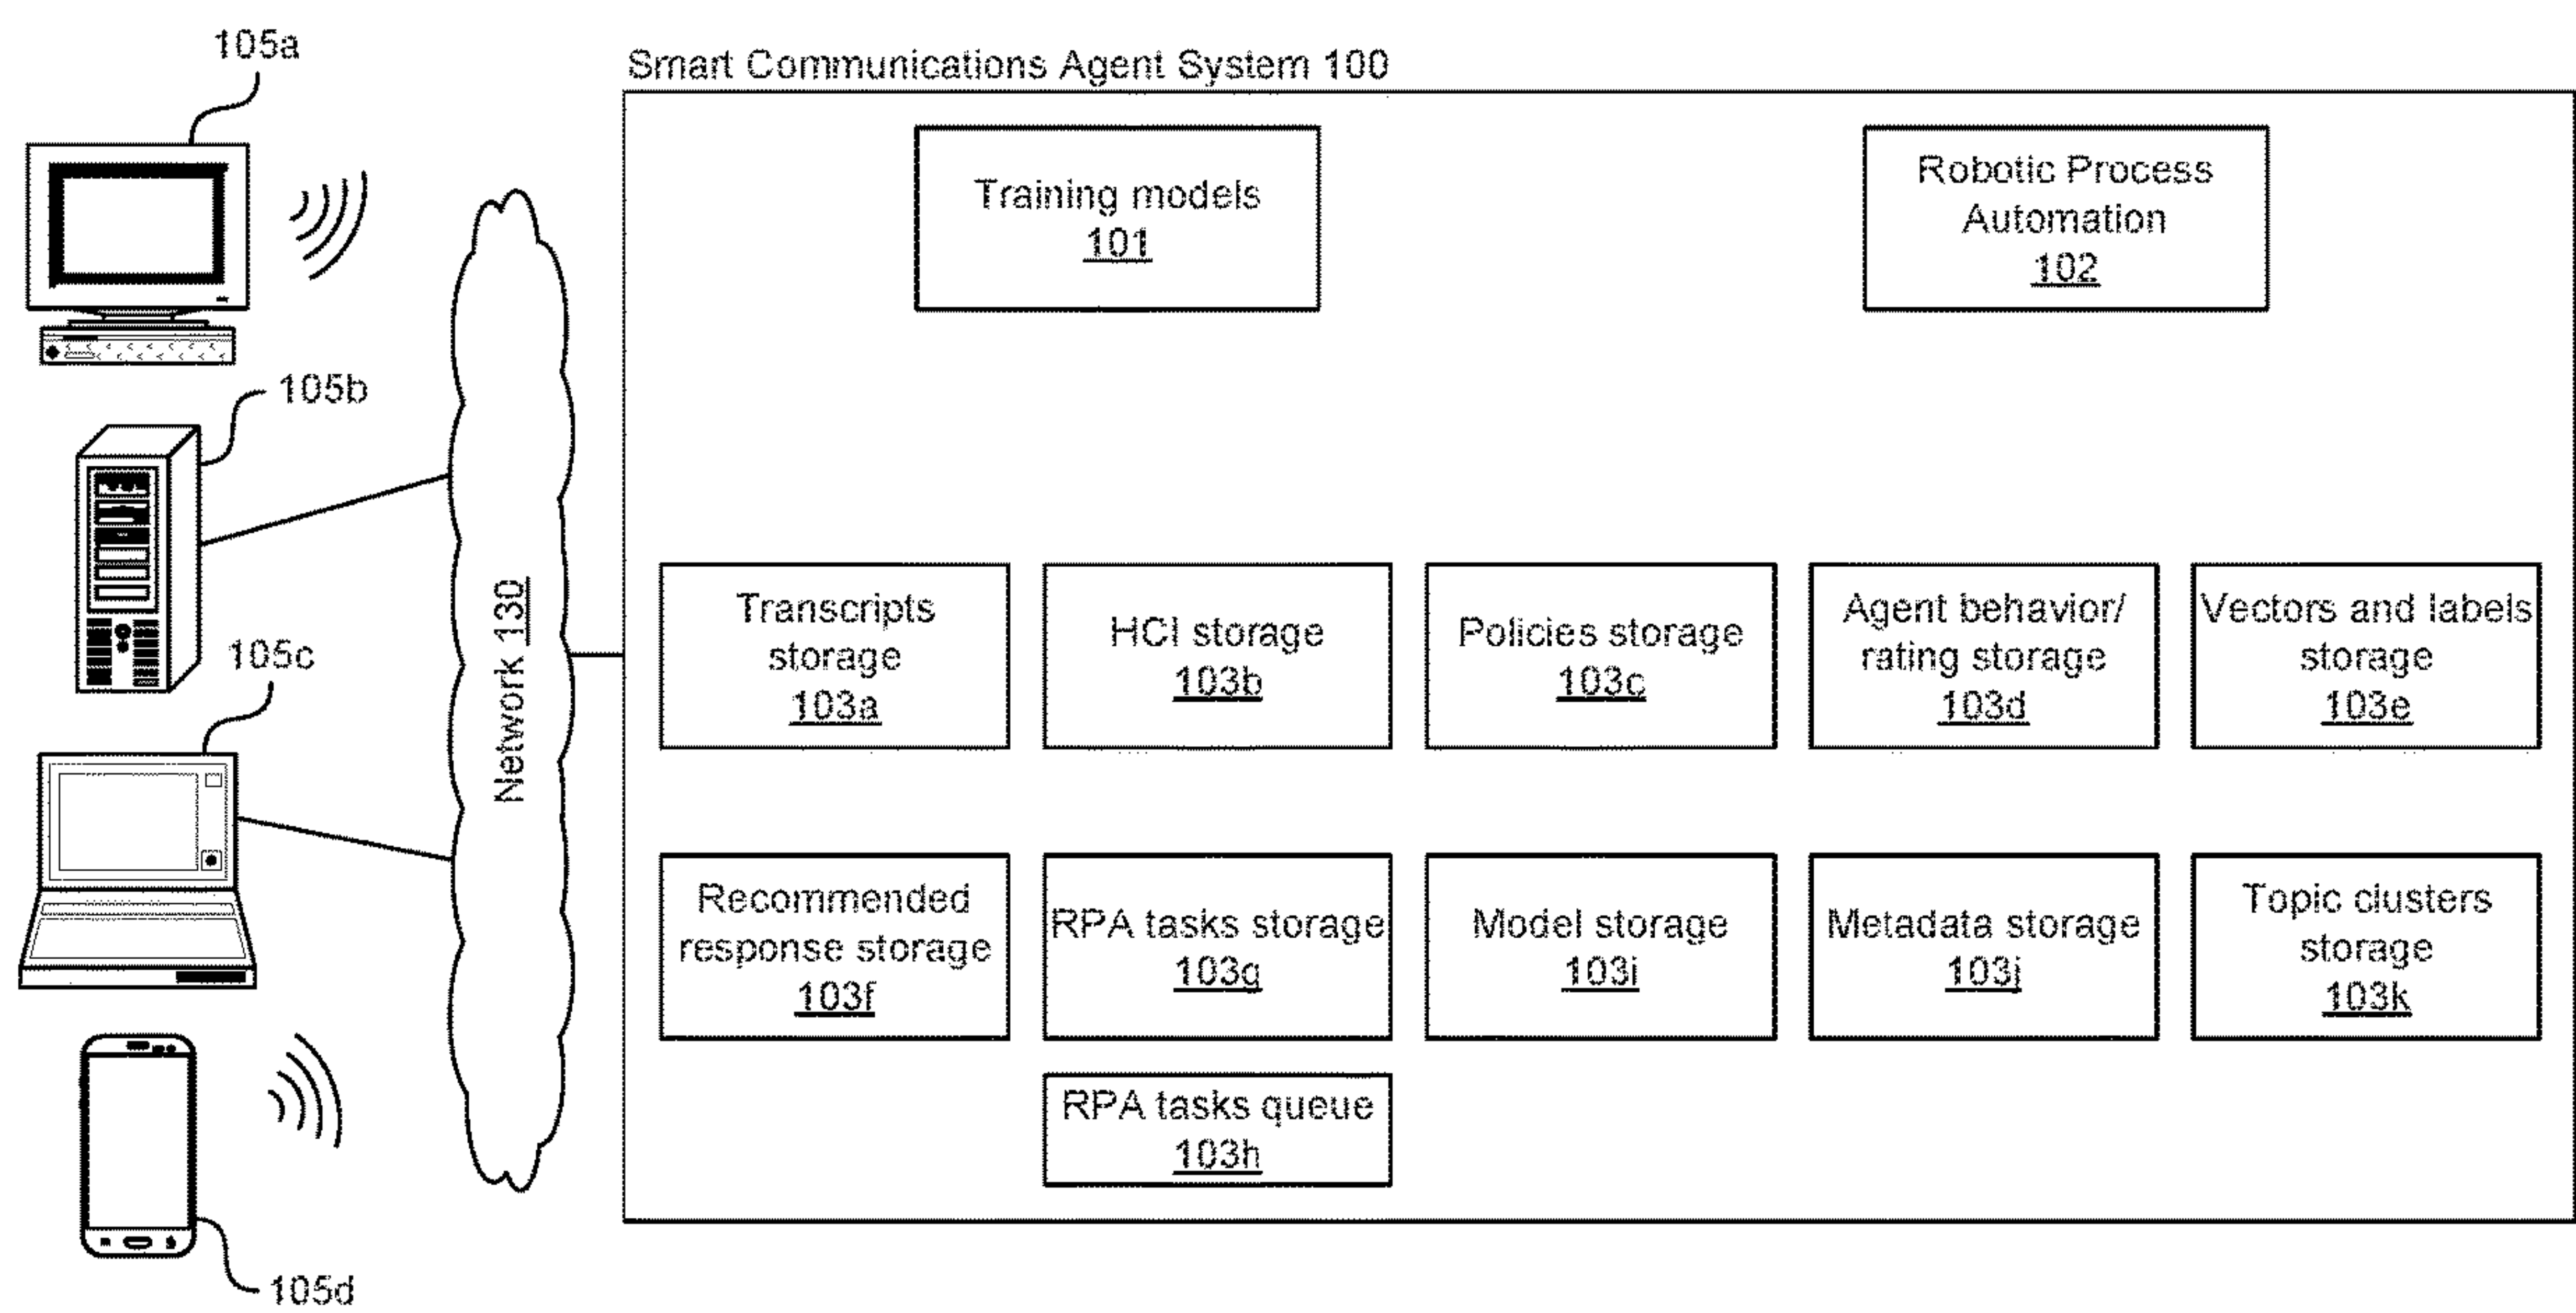 105a
Smart Communications Agent System 100
Training models
101
Robotic Process
Automation
102
105b
105c
105d
Network 130
Transcripts
storage
103a
HCI storage
103b
Policies storage
103c
Agent behavior/
rating storage
103d
Vectors and labels
storage
103e
Recommended
response storage
103f
RPA tasks storage
103g
Model storage
103i
Metadata storage
103j
Topic clusters
storage
103k
RPA tasks queue
103h